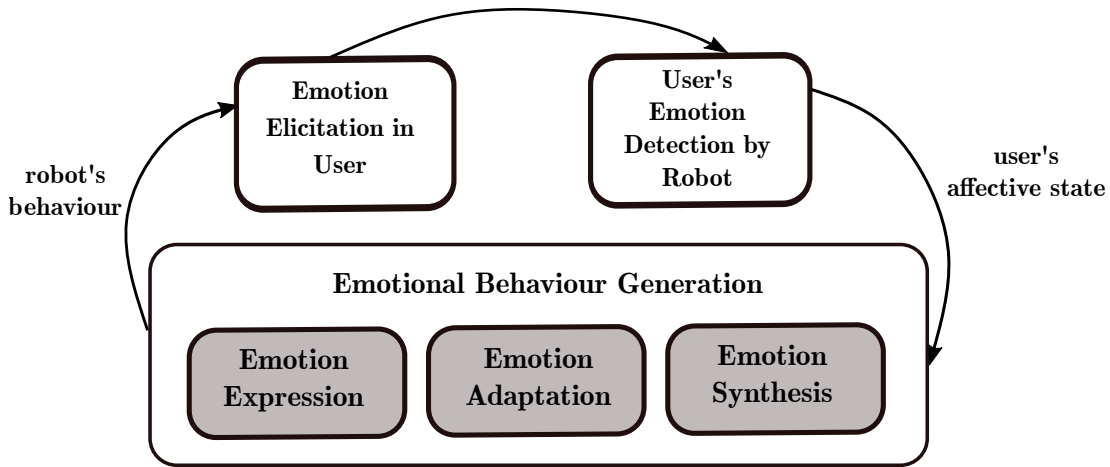 Emotion
Elicitation in
User
User's
Emotion
Detection by
Robot
robot's
behaviour
user's
affective state
Emotional Behaviour Generation
Emotion
Expression
Emotion
Adaptation
Emotion
Synthesis